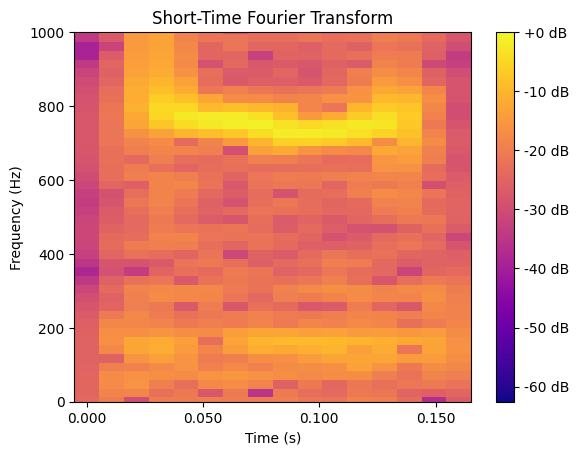 Short-Time Fourier Transform
1000
800
600
400
200
0
Frequency (Hz)
0.000
0.050
0.100
0.150
Time (s)
+0 dB
-10 dB
-20 dB
-30 dB
-40 dB
-50 dB
-60 dB